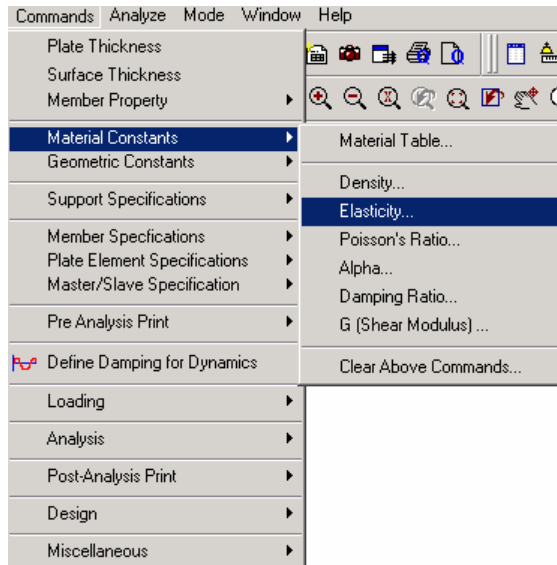 Commands Analyze Mode Window Help
Plate Thickness
Surface Thickness
Member Property
Material Constants
Geometric Constants
Support Specifications
Member Specfications
Plate Element Specifications
Master/Slave Specification
Pre Analysis Print
Define Damping for Dynamics
Loading
Analysis
Post-Analysis Print
Design
Miscellaneous
Material Table...
Density...
Elasticity...
Poisson's Ratio...
Alpha...
Damping Ratio...
G (Shear Modulus) ...
Clear Above Commands...